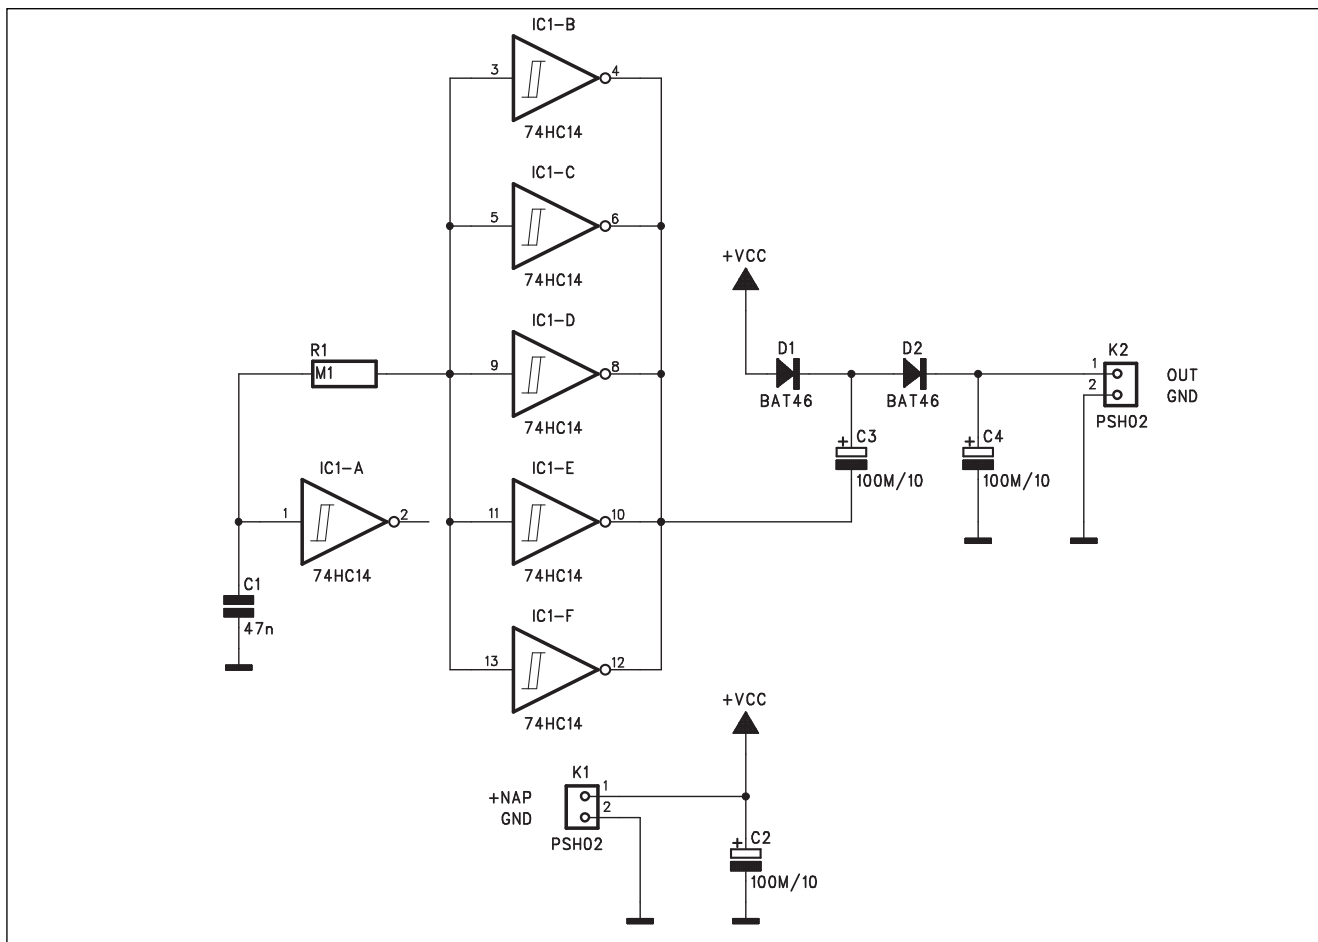 IC1-B
3
4
74HC14
IC1-C
5
6
74HC14
+VCC
IC1-D
R1
M1
9
8
74HC14
D1
BAT46
D2
BAT46
K2
1
2
OUT
GND
PSH02
+ C3
100M/10
+ C4
100M/10
IC1-A
1
2
74HC14
IC1-E
11
10
74HC14
C1
47n
IC1-F
13
12
74HC14
+VCC
K1
+NAP
GND
1
2
PSH02
+ C2
100M/10